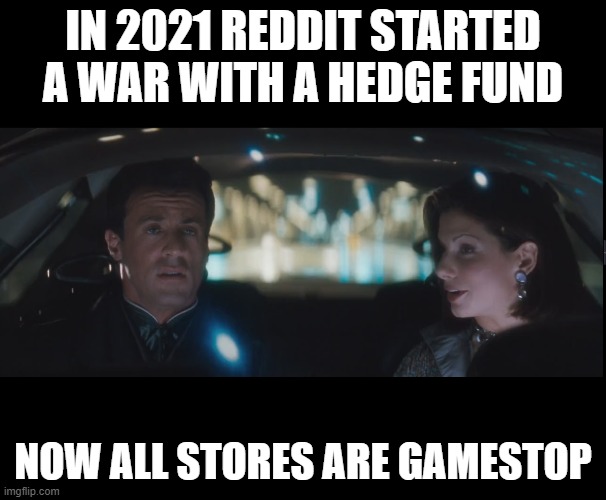 IN 2021 REDDIT STARTED
A WAR WITH A HEDGE FUND
NOW ALL STORES ARE GAMESTOP
imgflip.com